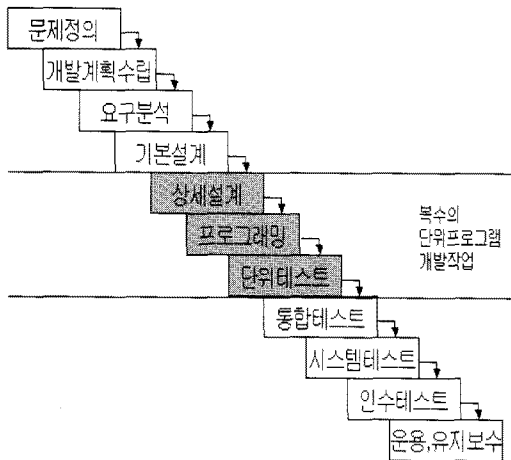 문제정의
개발계획수립
요구분석
기본설계
상세설계
프로그래밍
단위테스트
복수의
단위프로그램
개발작업
통합테스트
시스템테스트
인수테스트
운용,유지보수